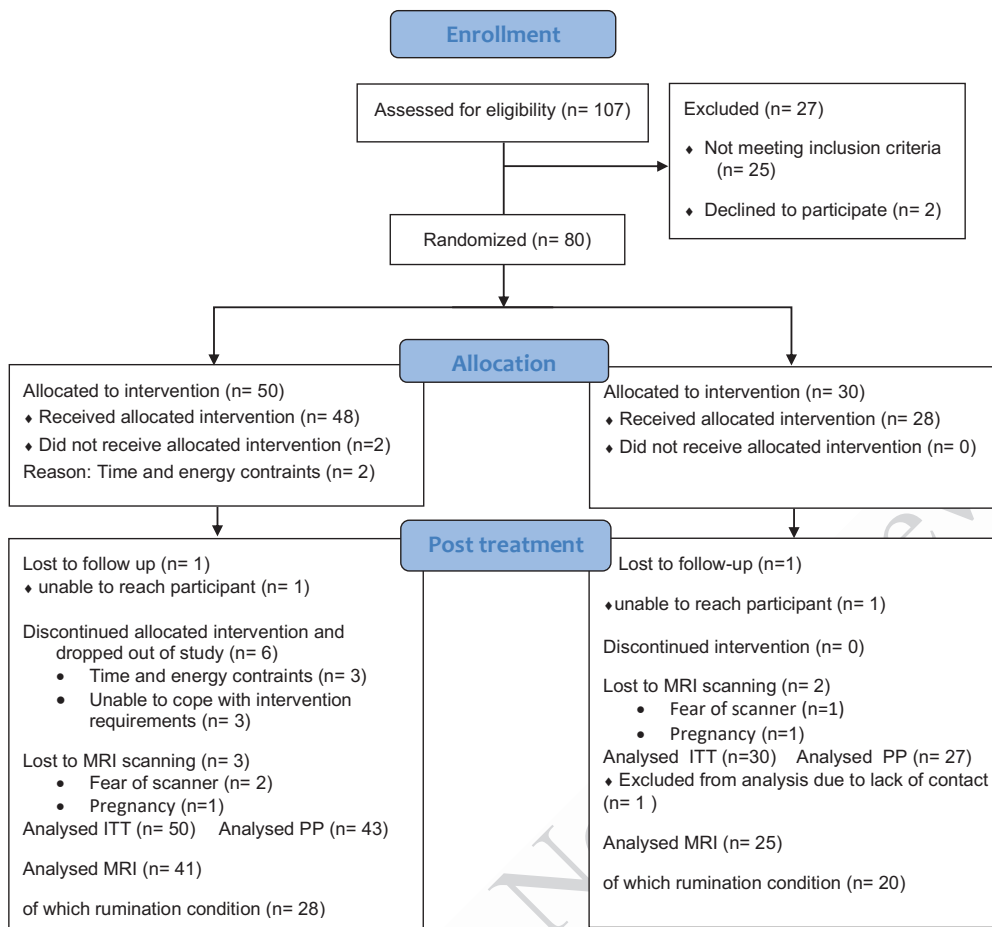 Enrollment
Assessed for eligibility (n= 107)
Excluded (n= 27)
♦ Not meeting inclusion criteria
(n= 25)
♦ Declined to participate (n= 2)
Randomized (n= 80)
Allocation
Allocated to intervention (n= 50)
♦ Received allocated intervention (n= 48)
♦ Did not receive allocated intervention (n=2)
Reason: Time and energy contraints (n= 2)
Allocated to intervention (n= 30)
♦ Received allocated intervention (n= 28)
♦ Did not receive allocated intervention (n= 0)
Post treatment
Lost to follow up (n= 1)
♦ unable to reach participant (n= 1)
Discontinued allocated intervention and
dropped out of study (n= 6)
• Time and energy contraints (n= 3)
• Unable to cope with intervention
requirements (n= 3)
Lost to MRI scanning (n= 3)
• Fear of scanner (n= 2)
• Pregnancy (n=1)
Analysed ITT (n= 50) Analysed PP (n= 43)
Analysed MRI (n= 41)
of which rumination condition (n= 28)
Lost to follow-up (n=1)
♦unable to reach participant (n= 1)
Discontinued intervention (n= 0)
Lost to MRI scanning (n= 2)
• Fear of scanner (n=1)
• Pregnancy (n=1)
Analysed ITT (n=30) Analysed PP (n= 27)
♦ Excluded from analysis due to lack of contact
(n= 1 )
Analysed MRI (n= 25)
of which rumination condition (n= 20)